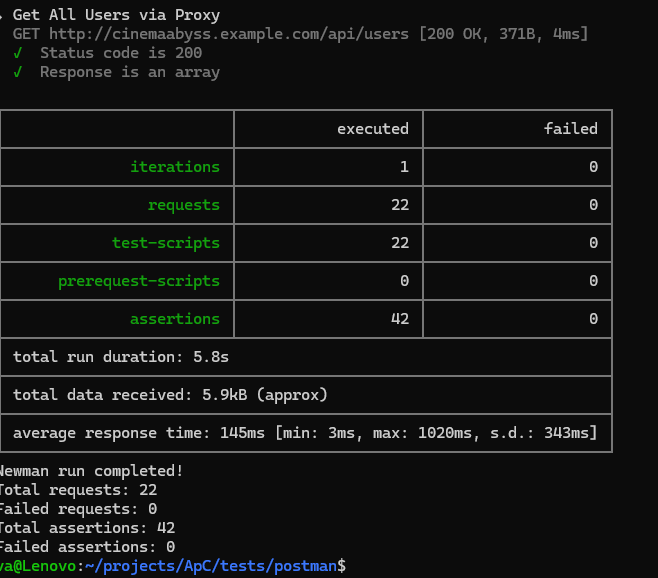 Get All Users via Proxy
GET http://cinemaabyss.example.com/api/users [200 OK, 371B, 4ms]
✓ Status code is 200
✓ Response is an array
executed failed
iterations 1 0
requests 22 0
test-scripts 22 0
prerequest-scripts 0 0
assertions 42 0
total run duration: 5.8s
total data received: 5.9kB (approx)
average response time: 145ms [min: 3ms, max: 1020ms, s.d.: 343ms]
Newman run completed!
Total requests: 22
Failed requests: 0
Total assertions: 42
Failed assertions: 0
va@Lenovo:~/projects/ApC/tests/postman$